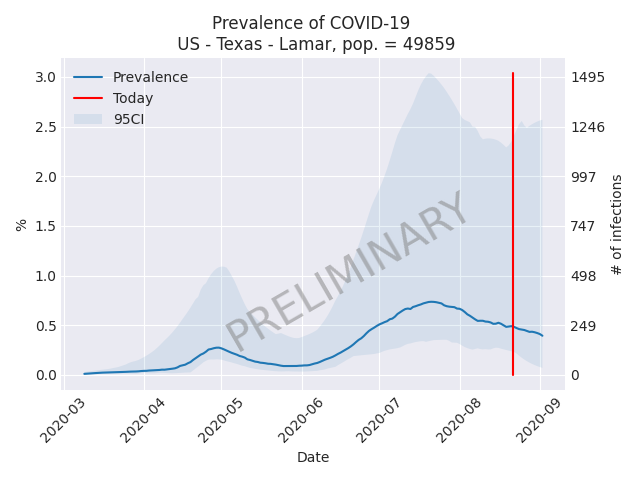 Prevalence of COVID-19
US - Texas - Lamar, pop. = 49859
Prevalence
Today
95CI
3.0
2.5
2.0
1.5
1.0
0.5
0.0
%
1495
1246
997
747
498
249
0
# of infections
PRELIMINARY
2020-03
2020-04
2020-05
2020-06
2020-07
2020-08
2020-09
Date